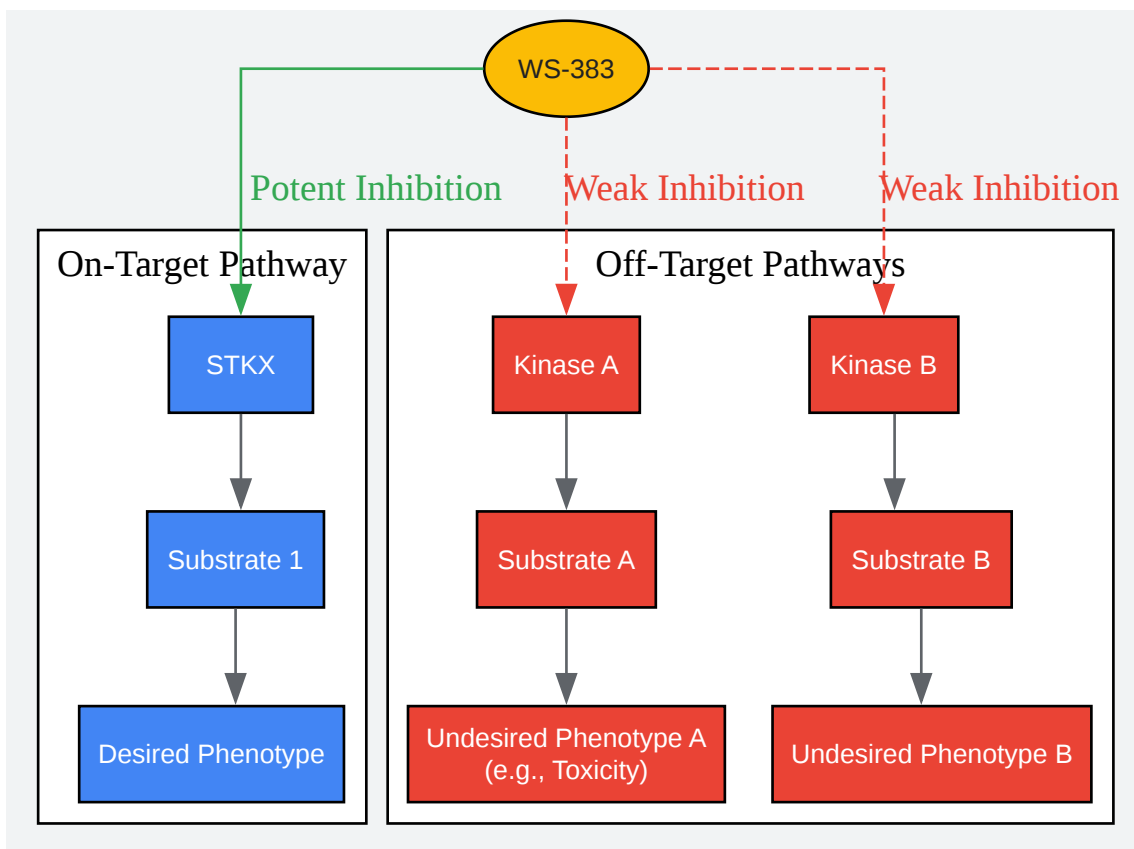 WS-383
Potent Inhibition
Weak Inhibition
Weak Inhibition
On-Target Pathway
Off-Target Pathways
STKX
Kinase A
Kinase B
Substrate 1
Substrate A
Substrate B
Desired Phenotype
Undesired Phenotype A
(e.g., Toxicity)
Undesired Phenotype B